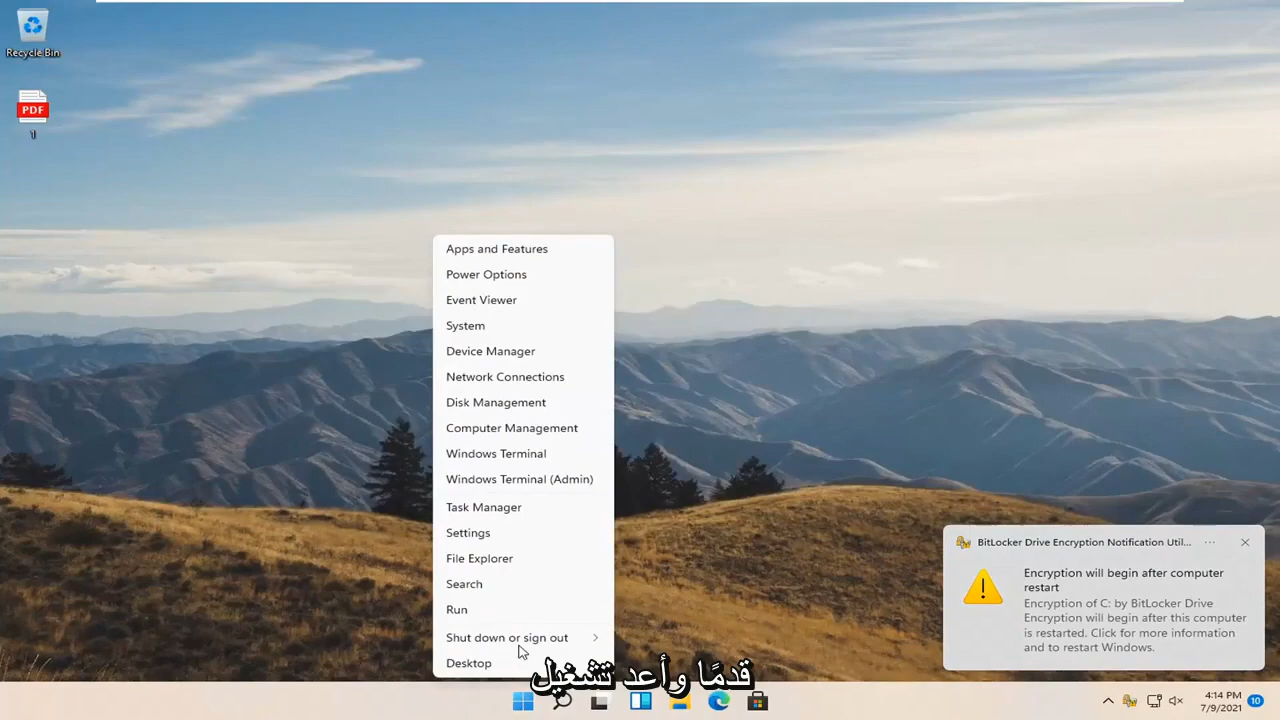 Recycle Bin
PDF
1
Apps and Features
Power Options
Event Viewer
System
Device Manager
Network Connections
Disk Management
Computer Management
Windows Terminal
Windows Terminal (Admin)
Task Manager
Settings
File Explorer
Search
Run
Shut down or sign out
Desktop
BitLocker Drive Encryption Notification Util...
Encryption will begin after computer
restart
Encryption of C: by BitLocker Drive
Encryption will begin after this computer
is restarted. Click for more information
and to restart Windows.
قدمًا وأعد تشغيل
4:14 PM
7/9/2021
10